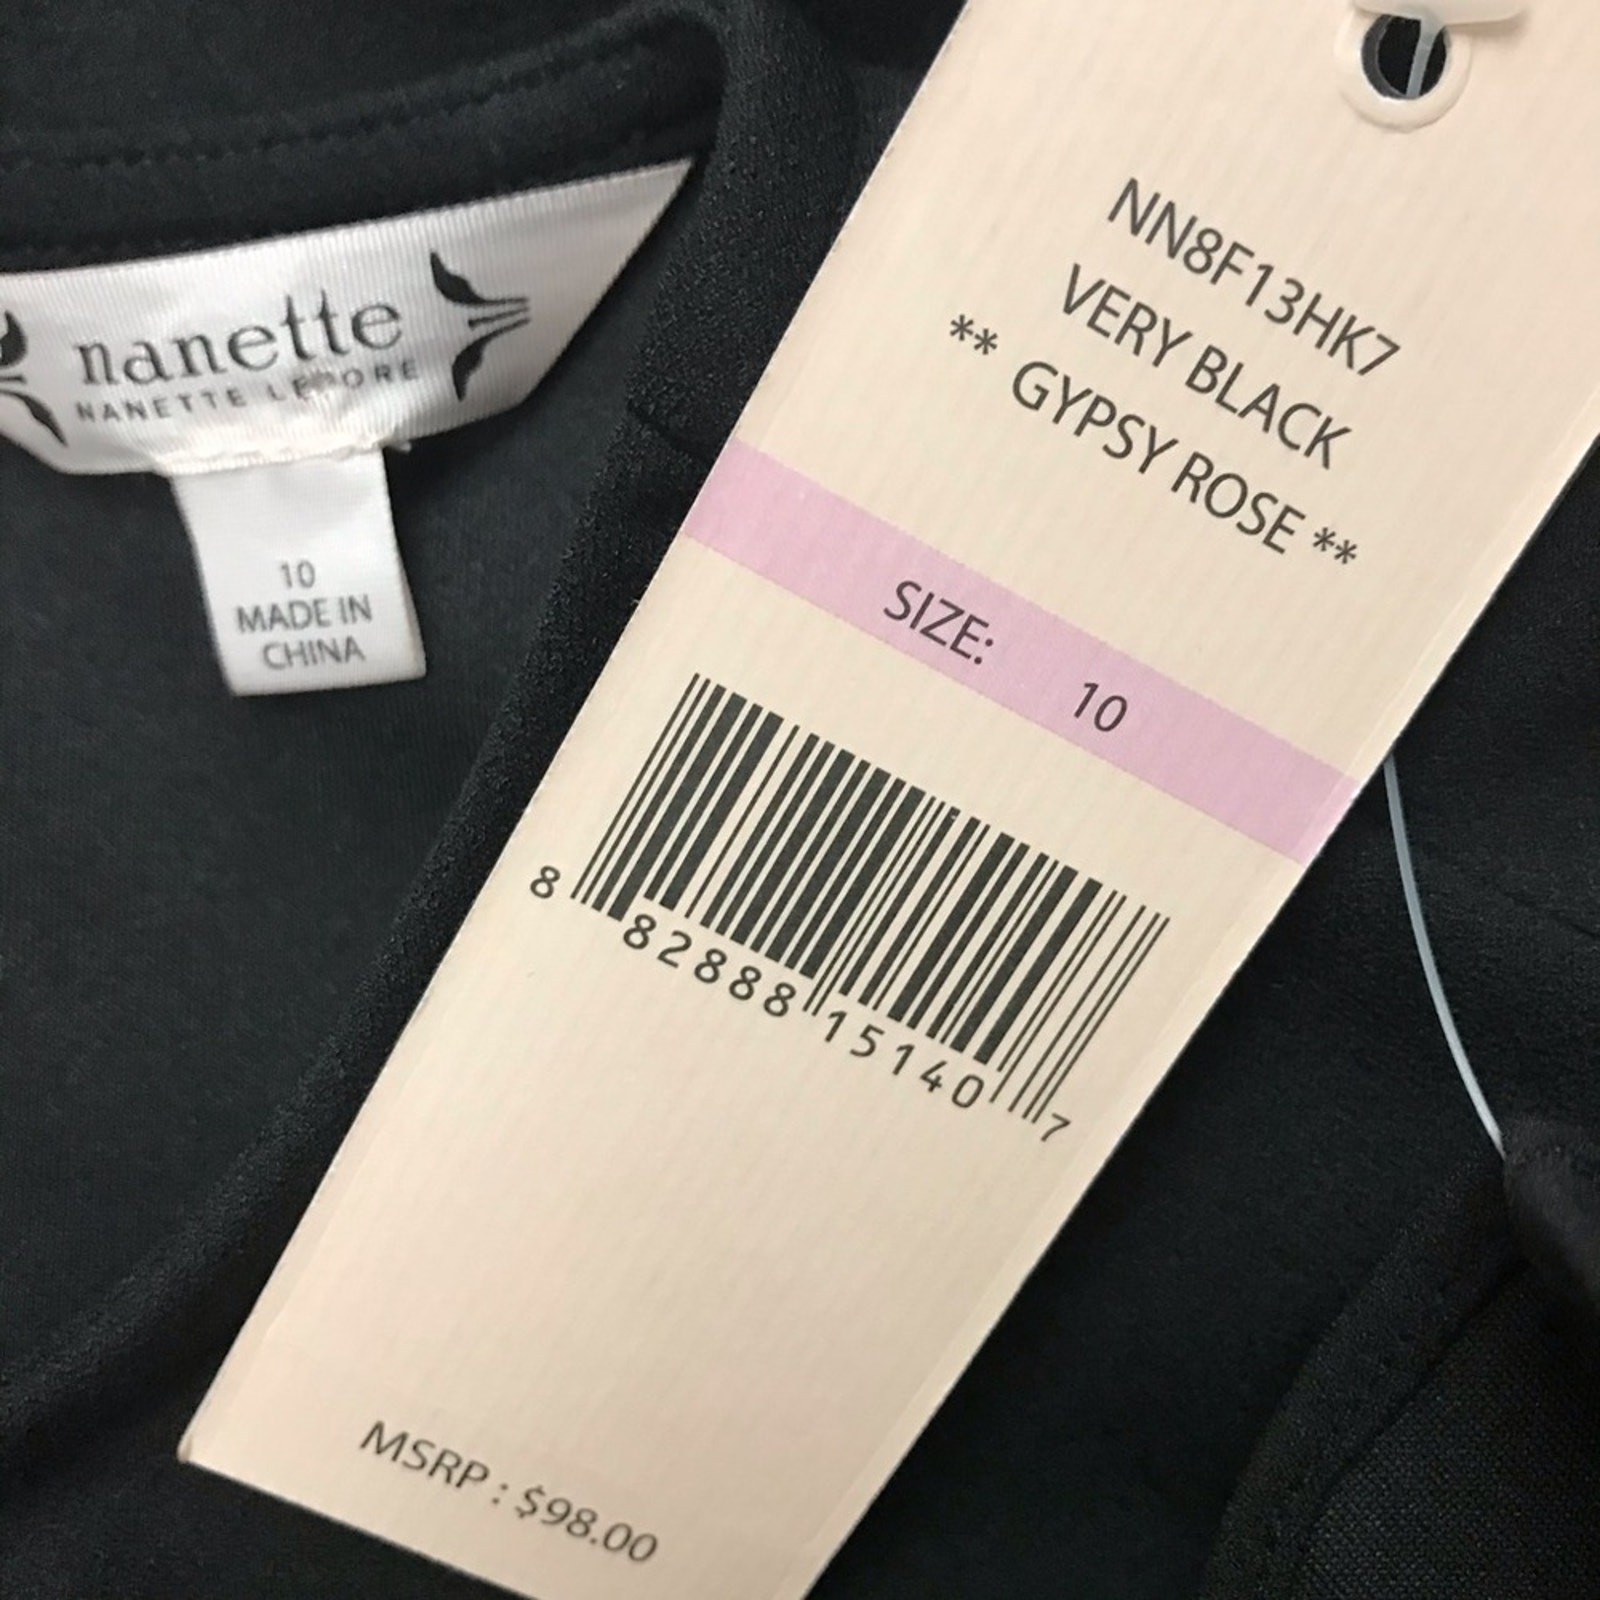 nanette
NANETTE LEPORE
10
MADE IN
CHINA
NN8F13HK7
VERY BLACK
** GYPSY ROSE **
SIZE: 10
8 82888 15140 7
MSRP : $98.00